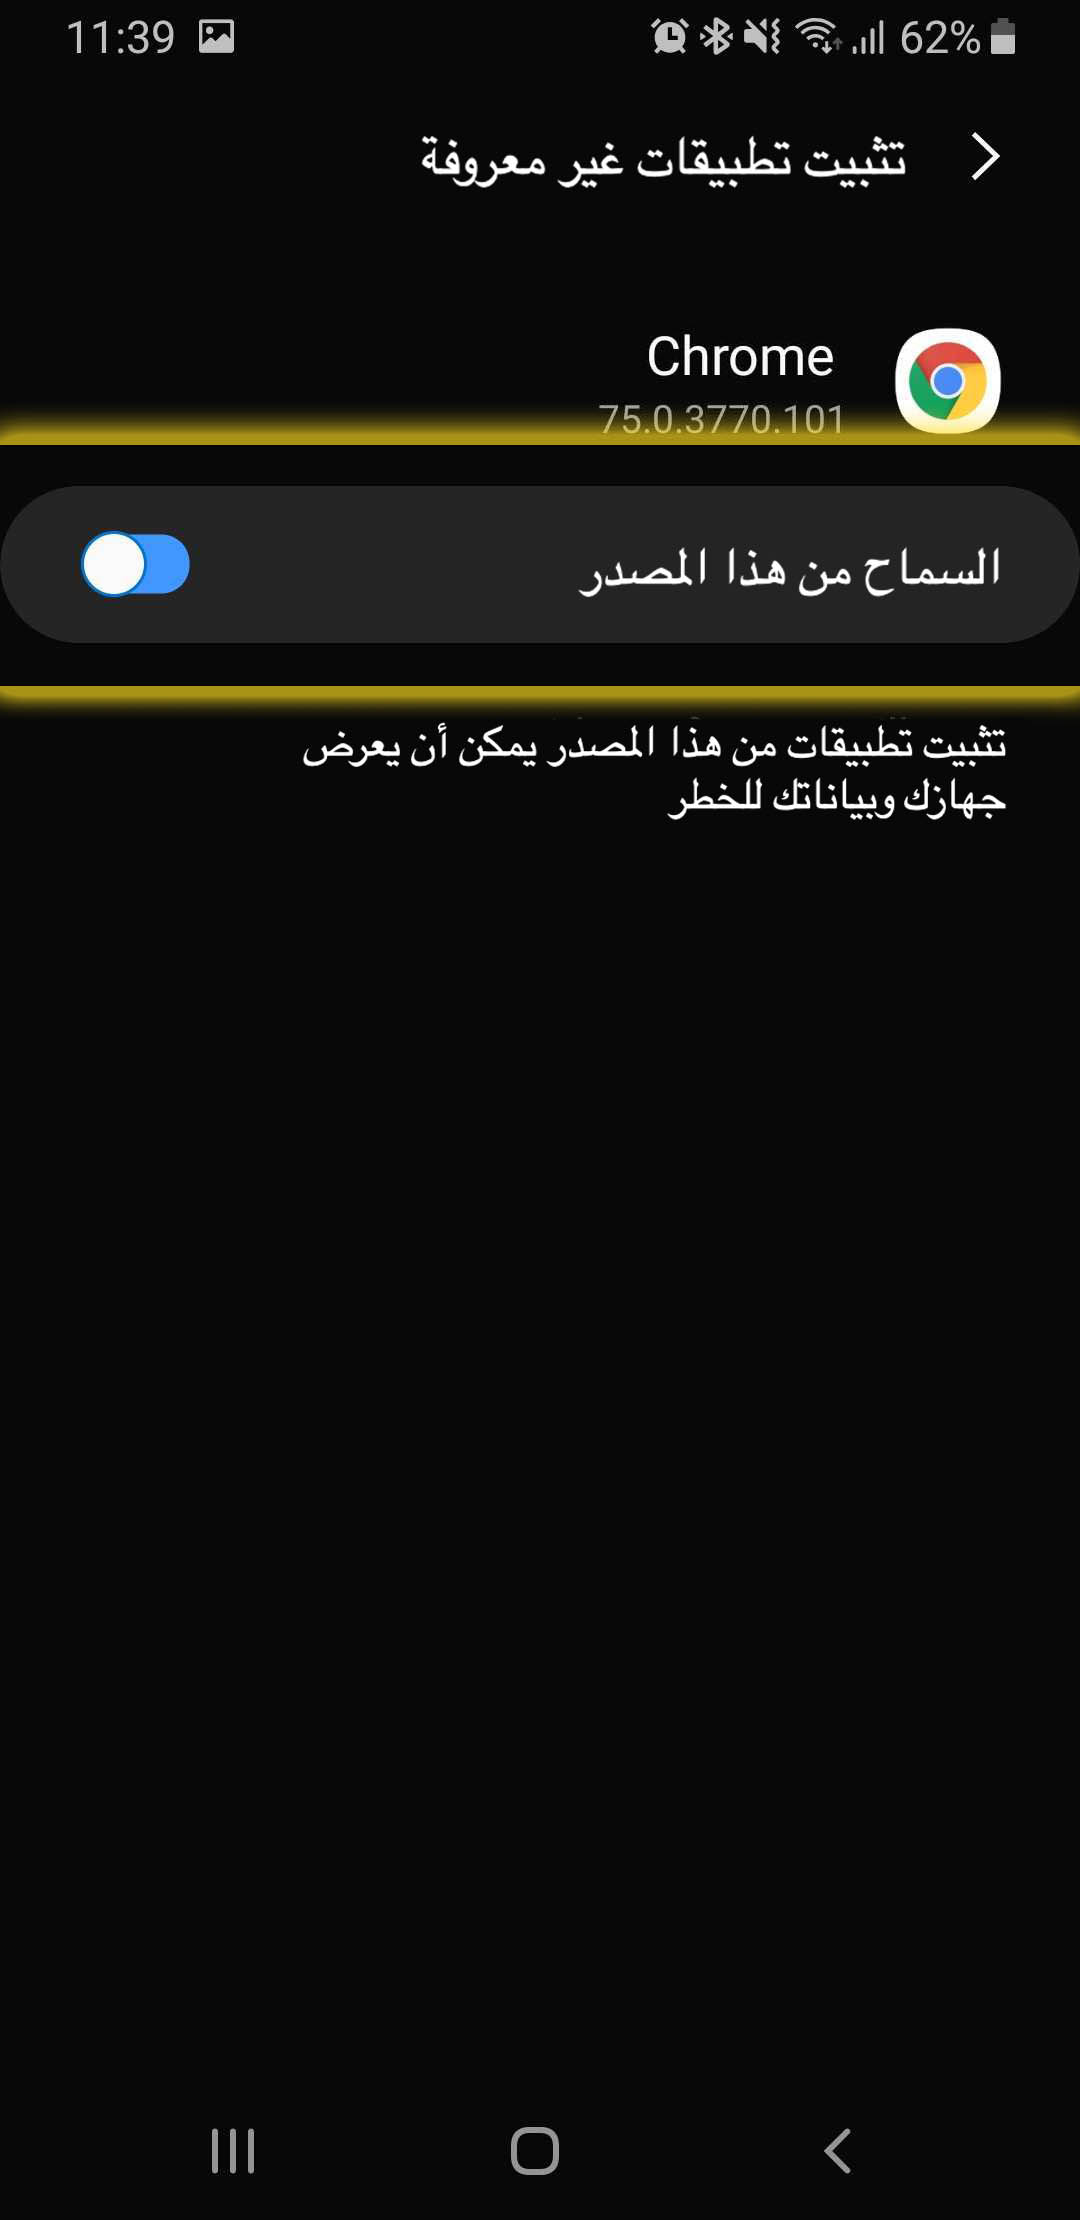 11:39 62%
تثبيت تطبيقات غير معروفة
Chrome
75.0.3770.101
السماح من هذا المصدر
تثبيت تطبيقات من هذا المصدر يمكن أن يعرض
جهازك وبياناتك للخطر